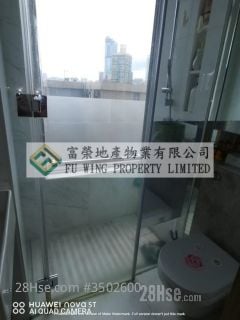 富榮地產物業有限公司
FU WING PROPERTY LIMITED
28Hse.com #3502600
28Hse.com
HUAWEI nova 5T
AI QUAD CAMERA